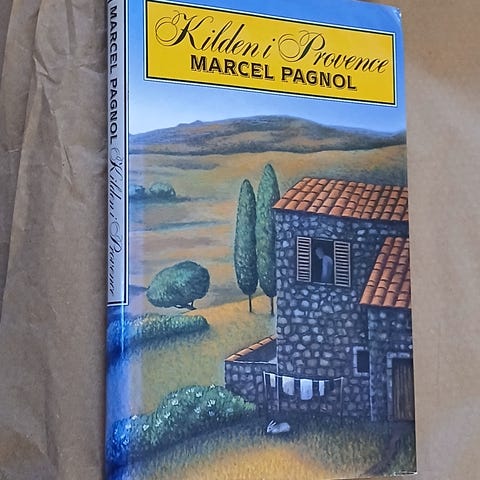 Kilden i Provence
MARCEL PAGNOL
MARCEL PAGNOL Kilden i Provence